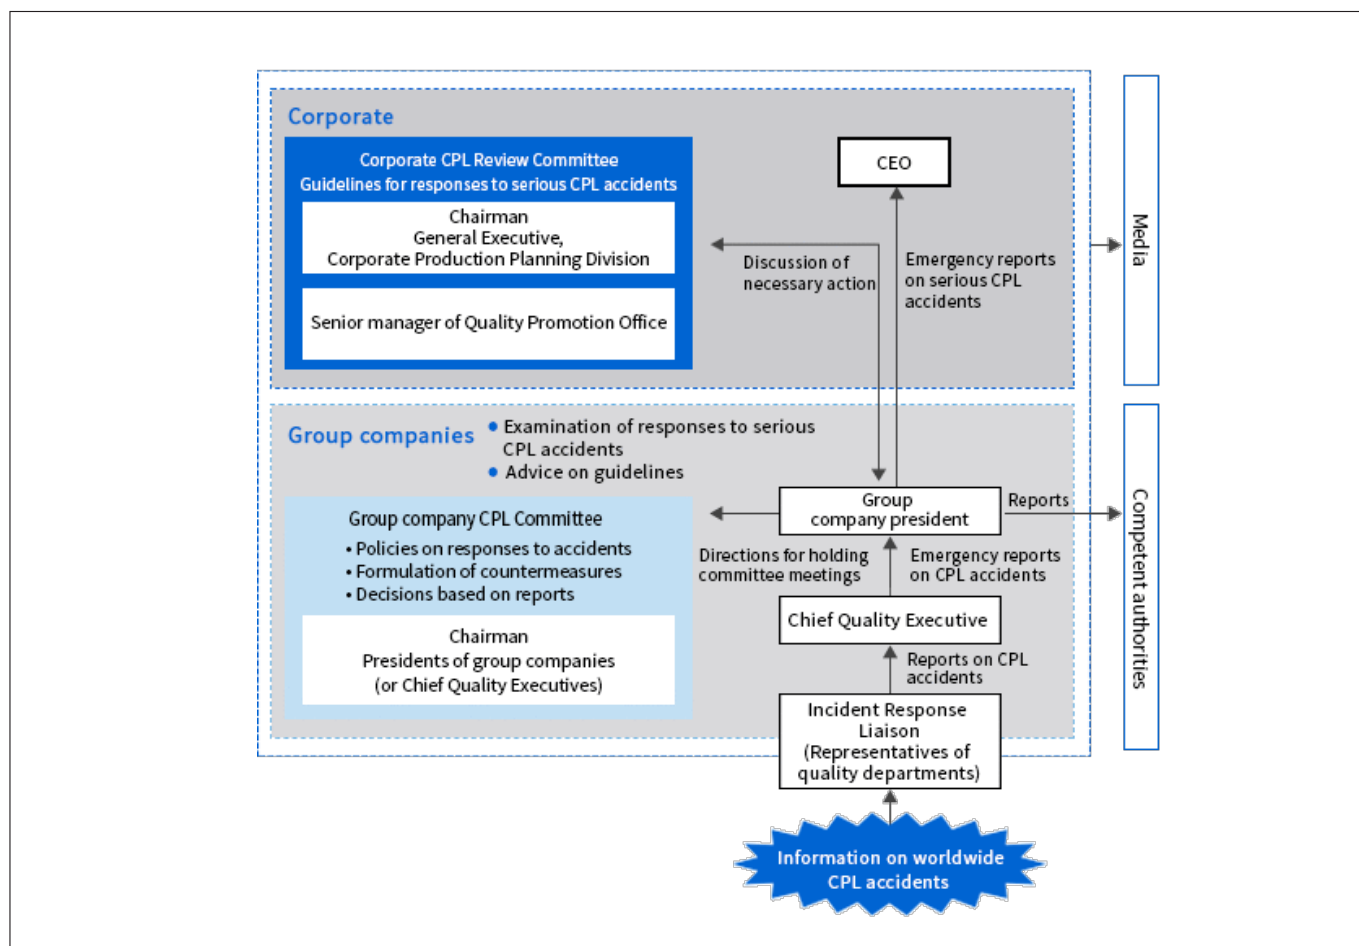 Corporate
Corporate CPL Review Committee
Guidelines for responses to serious CPL accidents
Chairman
General Executive,
Corporate Production Planning Division
Senior manager of Quality Promotion Office
CEO
Discussion of
necessary action
Emergency reports
on serious CPL
accidents
Media
Group companies
• Examination of responses to serious
CPL accidents
• Advice on guidelines
Group company CPL Committee
• Policies on responses to accidents
• Formulation of countermeasures
• Decisions based on reports
Chairman
Presidents of group companies
(or Chief Quality Executives)
Group
company president
Reports
Directions for holding
committee meetings
Emergency reports
on CPL accidents
Chief Quality Executive
Reports on CPL
accidents
Incident Response
Liaison
(Representatives of
quality departments)
Competent authorities
Information on worldwide
CPL accidents